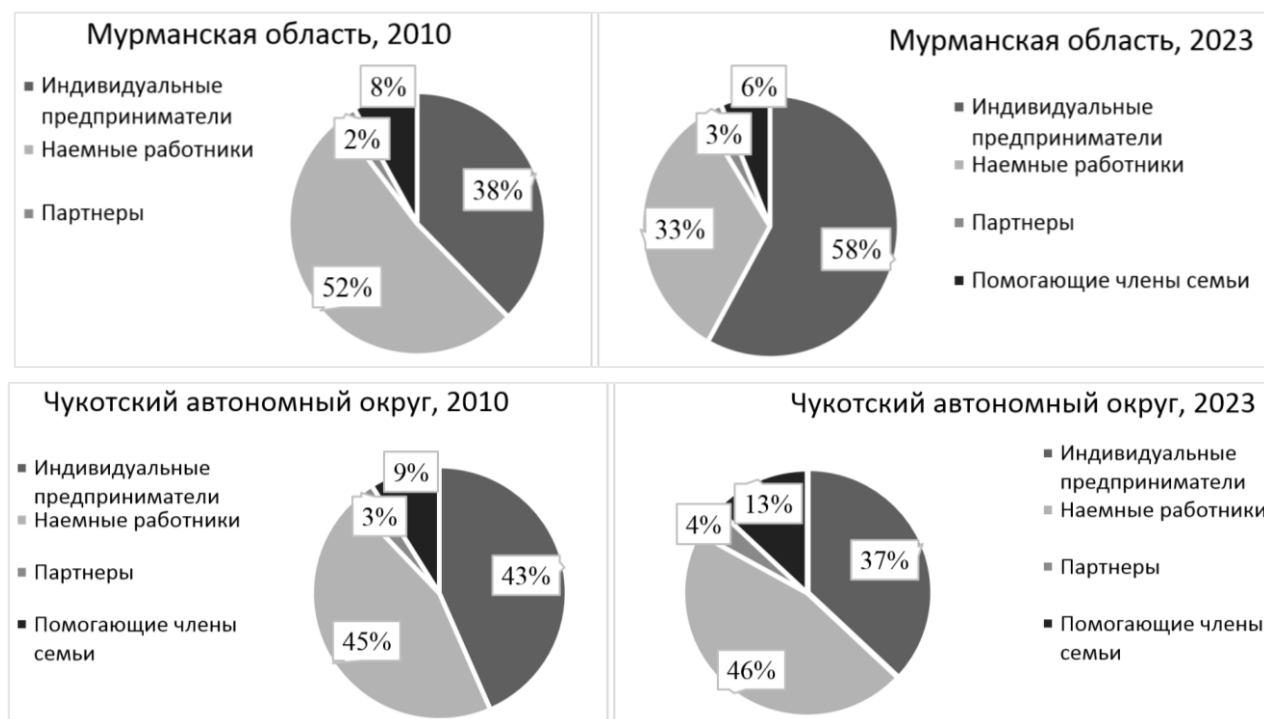 Мурманская область, 2010
Индивидуальные
предприниматели
Наемные работники
Партнеры
8%
2%
38%
52%
Мурманская область, 2023
6%
3%
33%
58%
Индивидуальные
предприниматели
Наемные работники
Партнеры
Помогающие члены семьи
Чукотский автономный округ, 2010
Индивидуальные
предприниматели
Наемные работники
Партнеры
Помогающие члены
семьи
9%
3%
43%
45%
Чукотский автономный округ, 2023
13%
4%
37%
46%
Индивидуальные
предприниматели
Наемные работники
Партнеры
Помогающие члены
семьи